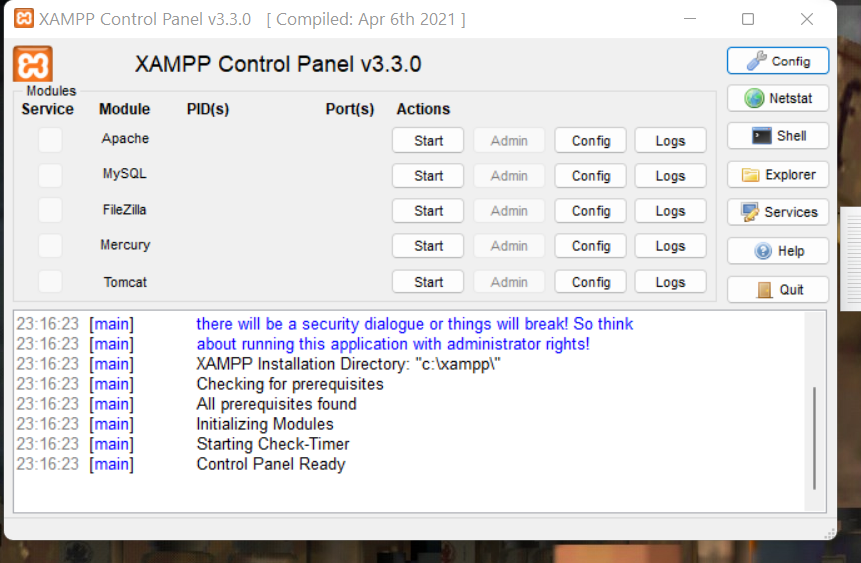 XAMPP Control Panel v3.3.0 [ Compiled: Apr 6th 2021 ]
XAMPP Control Panel v3.3.0
Modules
Service Module PID(s) Port(s) Actions
Apache Start Admin Config Logs
MySQL Start Admin Config Logs
FileZilla Start Admin Config Logs
Mercury Start Admin Config Logs
Tomcat Start Admin Config Logs
Config
Netstat
Shell
Explorer
Services
Help
Quit
23:16:23 [main] there will be a security dialogue or things will break! So think
23:16:23 [main] about running this application with administrator rights!
23:16:23 [main] XAMPP Installation Directory: "c:\xampp\"
23:16:23 [main] Checking for prerequisites
23:16:23 [main] All prerequisites found
23:16:23 [main] Initializing Modules
23:16:23 [main] Starting Check-Timer
23:16:23 [main] Control Panel Ready